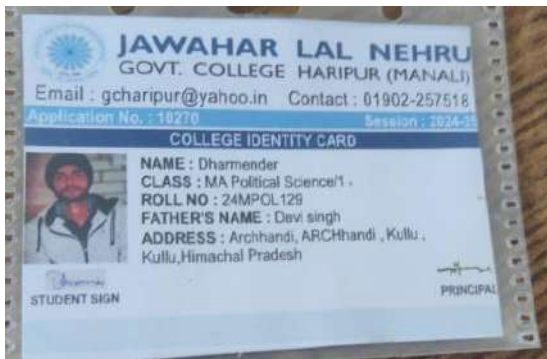 JAWAHAR LAL NEHRU
GOVT. COLLEGE HARIPUR (MANALI)
Email : gcharipur@yahoo.in Contact : 01902-257518
Application No. : 10270 Session : 2024-25
COLLEGE IDENTITY CARD
NAME : Dharmender
CLASS : MA Political Science/1
ROLL NO : 24MPOL129
FATHER'S NAME : Devi singh
ADDRESS : Archhandi, ARCHhandi , Kullu ,
Kullu,Himachal Pradesh
STUDENT SIGN
PRINCIPAL